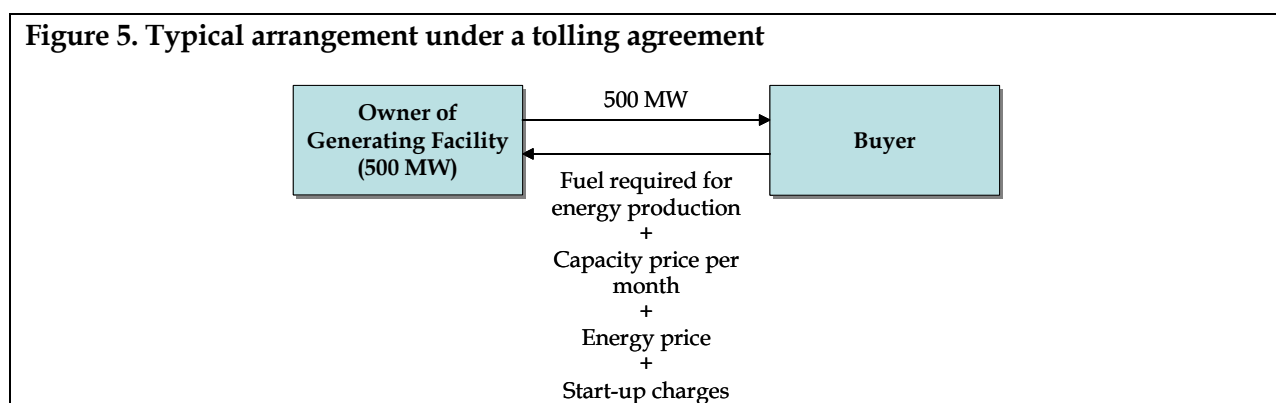 Figure 5. Typical arrangement under a tolling agreement
Owner of
Generating Facility
(500 MW)
500 MW
Buyer
Fuel required for
energy production
+
Capacity price per
month
+
Energy price
+
Start-up charges